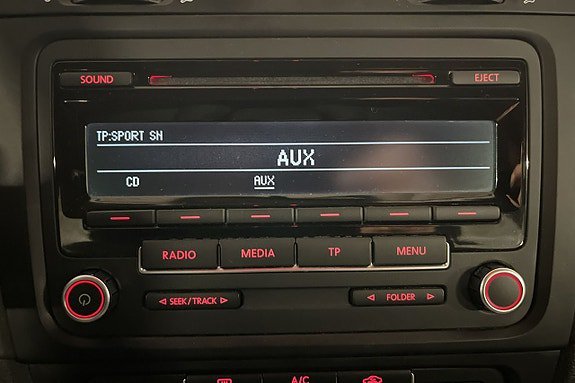 SOUND EJECT
TP:SPORT SN
AUX
CD AUX
RADIO MEDIA TP MENU
SEEK/TRACK FOLDER
A/C